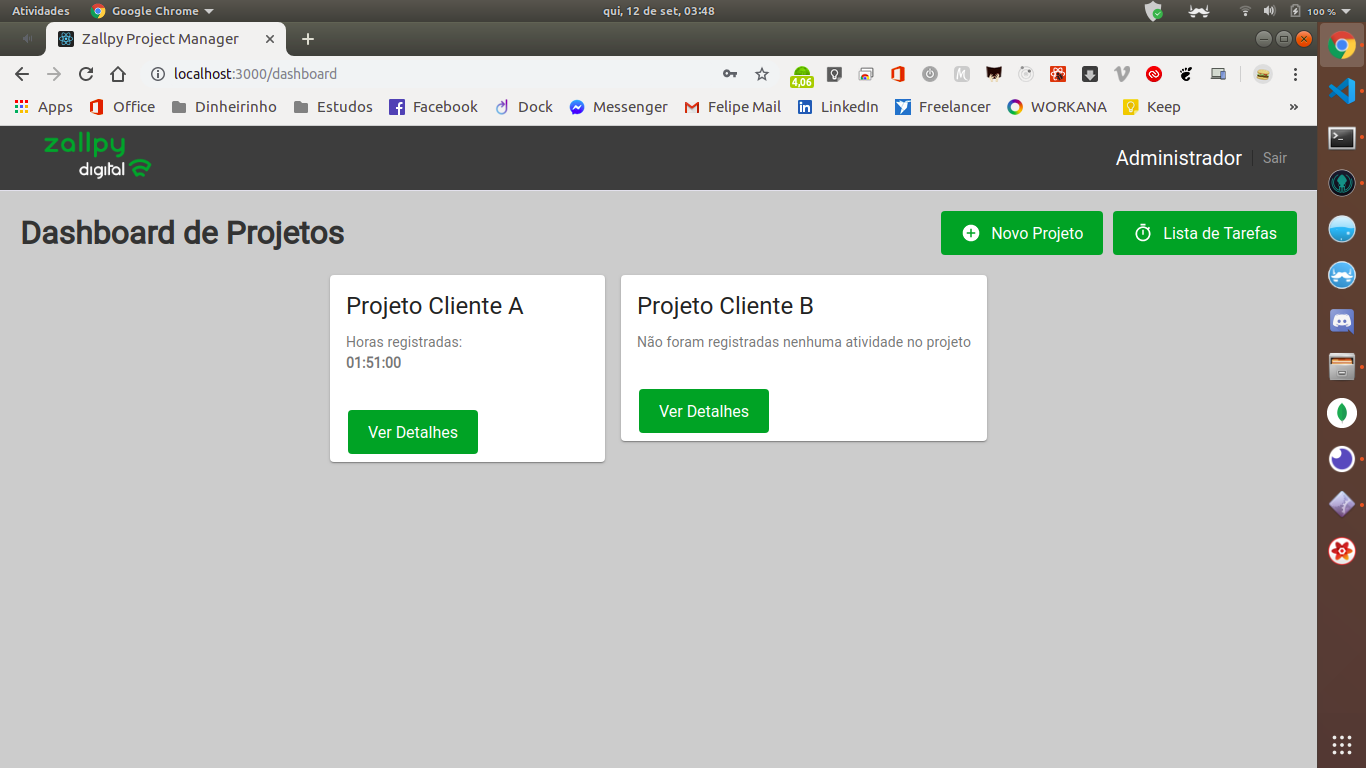 Atividades Google Chrome qui, 12 de set, 03:48 100 %
Zallpy Project Manager
localhost:3000/dashboard
4,06
Apps Office Dinheirinho Estudos Facebook Dock Messenger Felipe Mail LinkedIn Freelancer WORKANA Keep »
zallpy
digital
Administrador Sair
Dashboard de Projetos
Novo Projeto
Lista de Tarefas
Projeto Cliente A
Horas registradas:
01:51:00
Ver Detalhes
Projeto Cliente B
Não foram registradas nenhuma atividade no projeto
Ver Detalhes